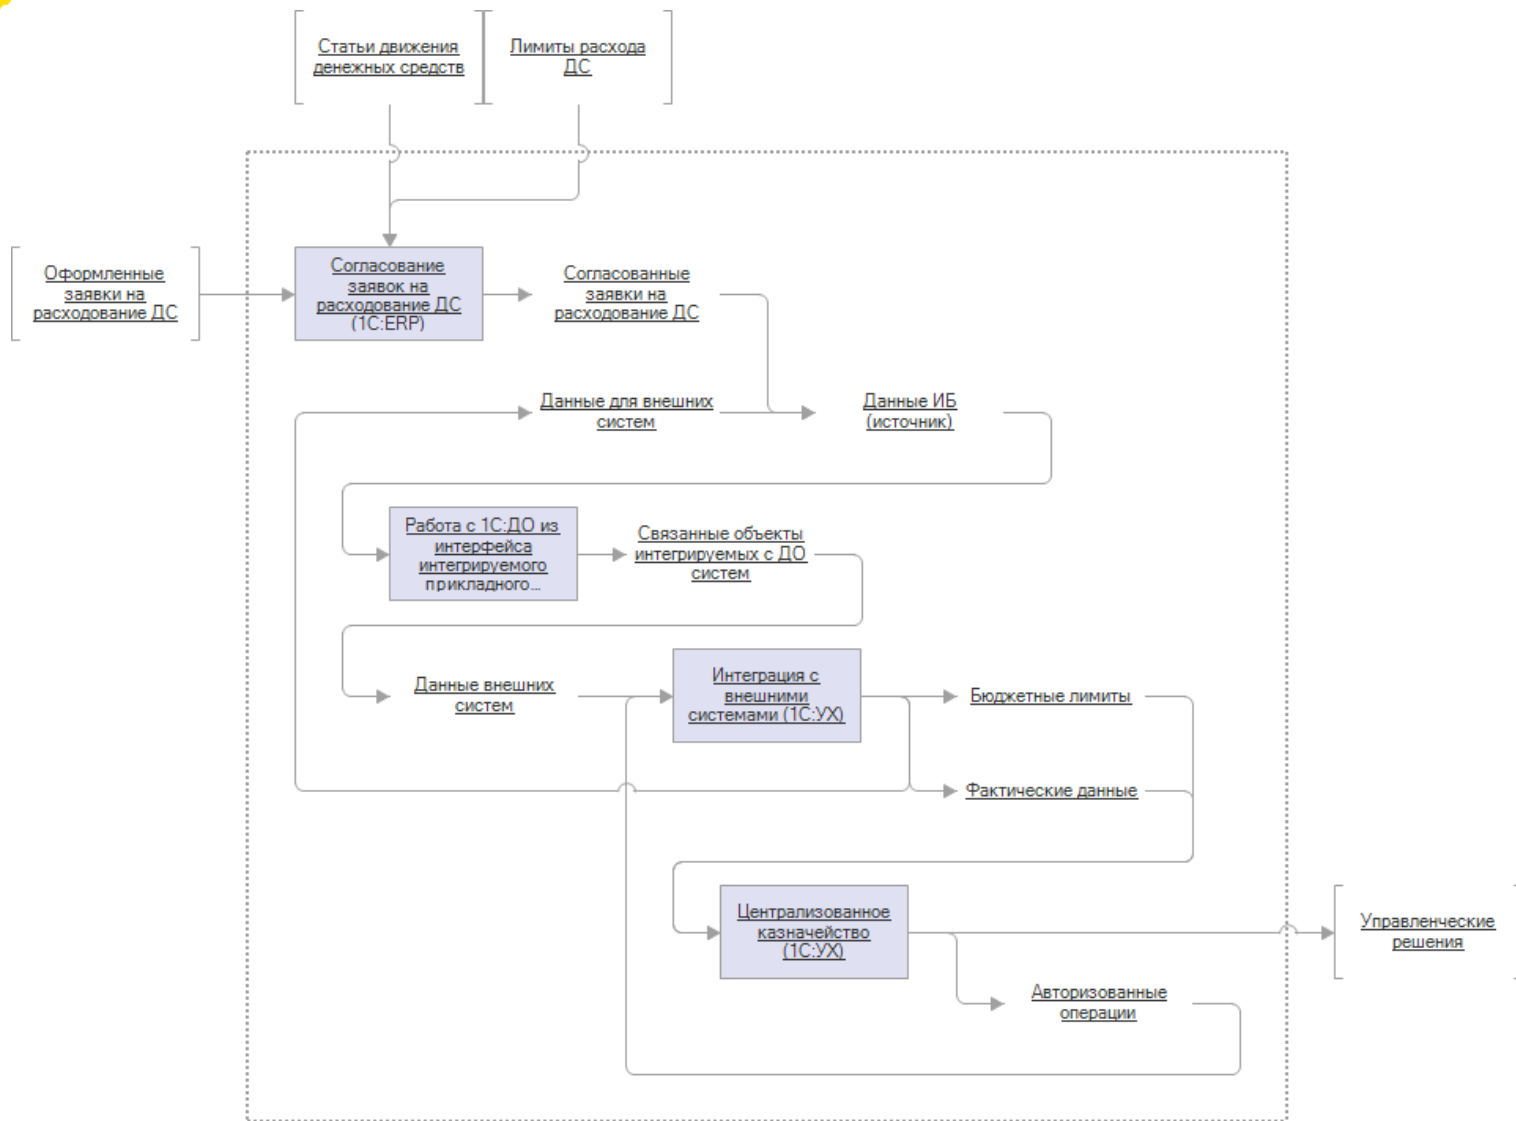 Статьи движения
денежных средств
Лимиты расхода
ДС
Оформленные
заявки на
расходование ДС
Согласование
заявок на
расходование ДС
(1С:ERP)
Согласованные
заявки на
расходование ДС
Данные для внешних
систем
Данные ИБ
(источник)
Работа с 1С:ДО из
интерфейса
интегрируемого
прикладного...
Связанные объекты
интегрируемых с ДО
систем
Данные внешних
систем
Интеграция с
внешними
системами (1С:УХ)
Бюджетные лимиты
Фактические данные
Централизованное
казначейство
(1С:УХ)
Управленческие
решения
Авторизованные
операции